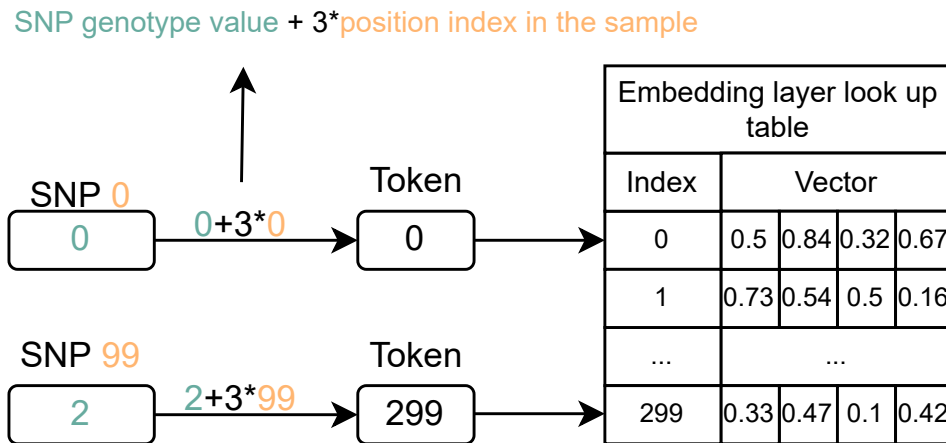 SNP genotype value + 3*position index in the sample
Embedding layer look up
table
Index Vector
SNP 0
0
0+3*0
Token
0
0 0.5 0.84 0.32 0.67
1 0.73 0.54 0.5 0.16
... ...
SNP 99
2
2+3*99
Token
299
299 0.33 0.47 0.1 0.42